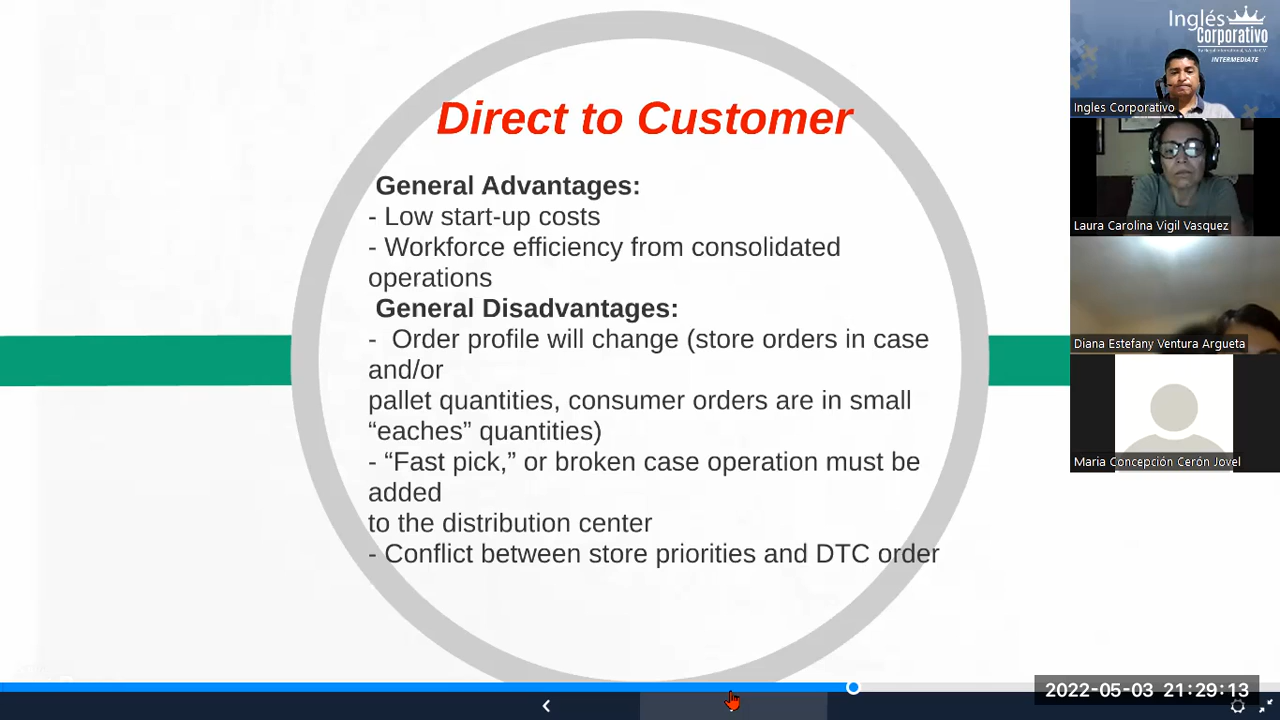 Direct to Customer
General Advantages:
- Low start-up costs
- Workforce efficiency from consolidated
operations
General Disadvantages:
- Order profile will change (store orders in case
and/or
pallet quantities, consumer orders are in small
“eaches” quantities)
- “Fast pick,” or broken case operation must be
added
to the distribution center
- Conflict between store priorities and DTC order
Inglés
Corporativo
INTERMEDIATE
Ingles Corporativo
Laura Carolina Vigil Vasquez
Diana Estefany Ventura Argueta
Maria Concepción Cerón Jovel
2022-05-03 21:29:13